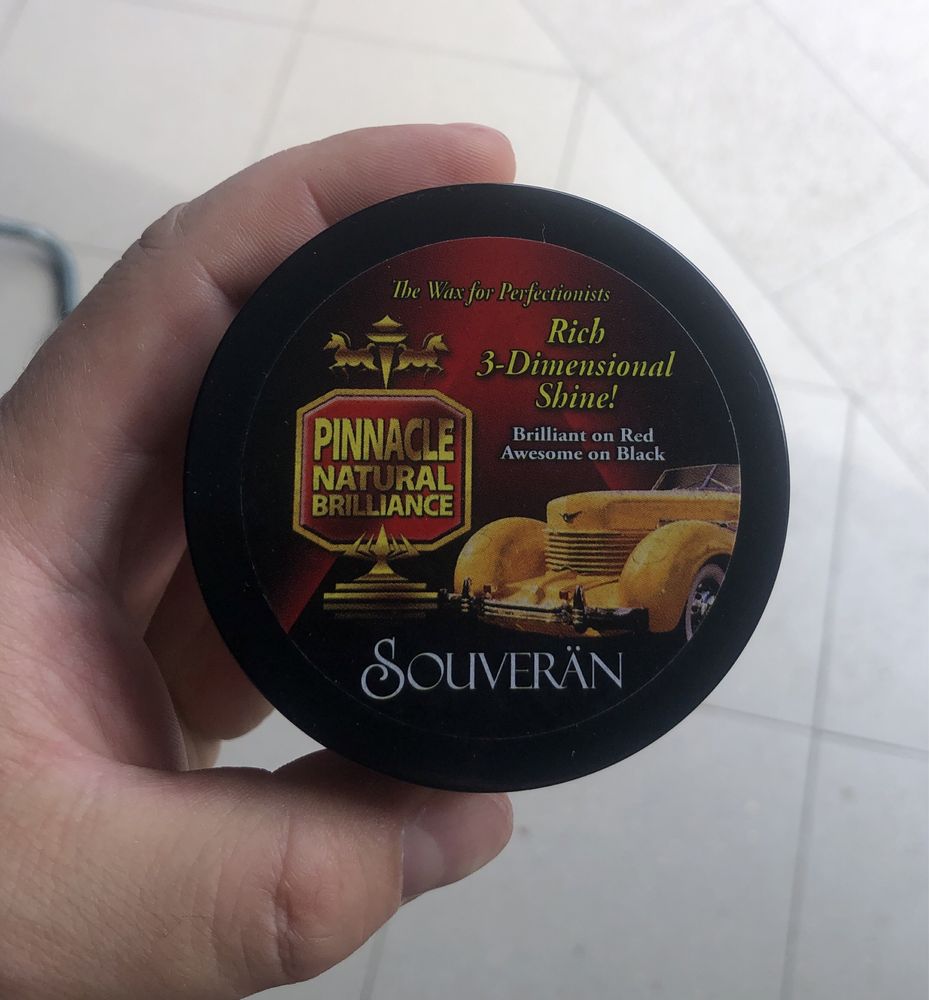 The Wax for Perfectionists
Rich
3-Dimensional
Shine!
Brilliant on Red
Awesome on Black
PINNACLE
NATURAL
BRILLIANCE
SOUVERÄN